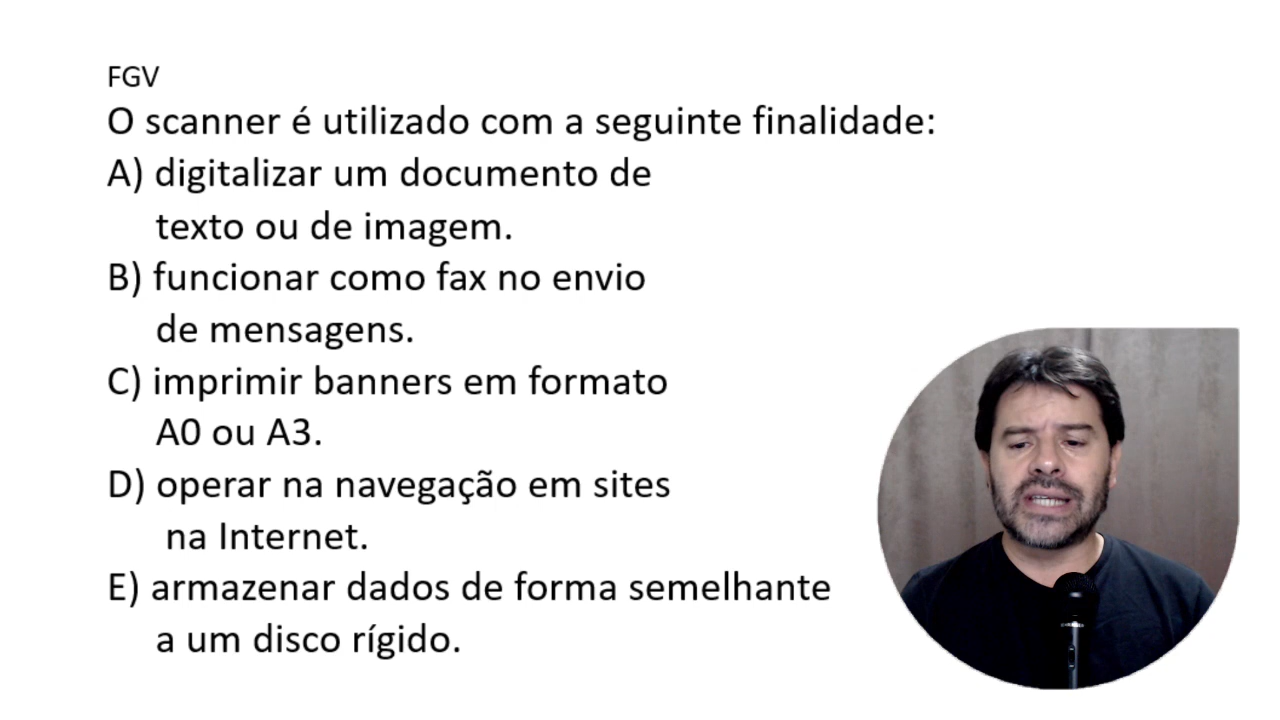 FGV
O scanner é utilizado com a seguinte finalidade:
A) digitalizar um documento de
texto ou de imagem.
B) funcionar como fax no envio
de mensagens.
C) imprimir banners em formato
A0 ou A3.
D) operar na navegação em sites
na Internet.
E) armazenar dados de forma semelhante
a um disco rígido.